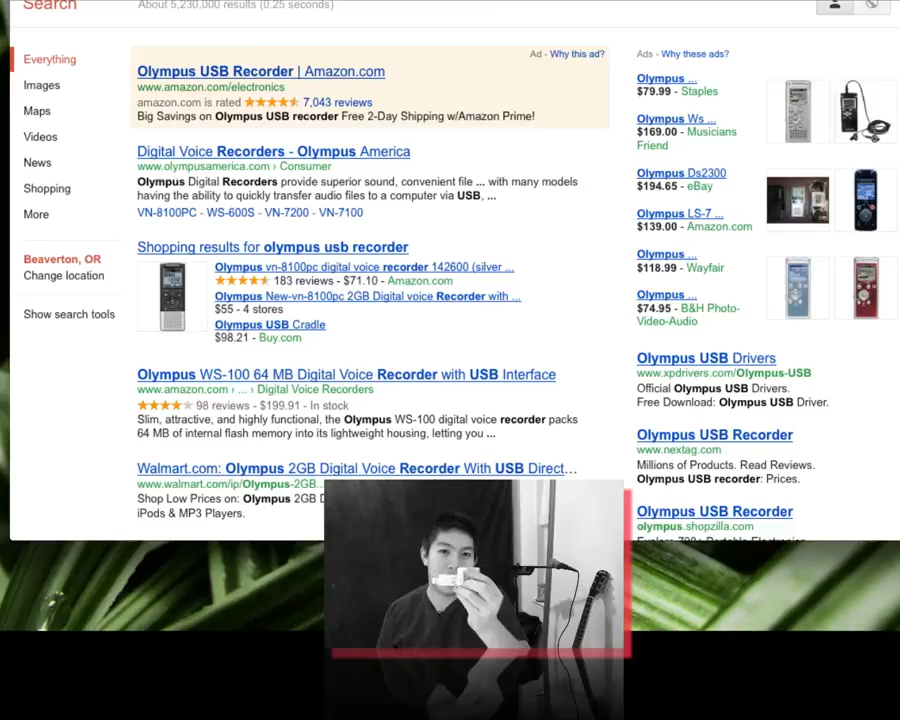 Search
About 5,230,000 results (0.25 seconds)
Everything
Images
Maps
Videos
News
Shopping
More
Beaverton, OR
Change location
Show search tools
Ad - Why this ad?
Olympus USB Recorder | Amazon.com
www.amazon.com/electronics
amazon.com is rated 7,043 reviews
Big Savings on Olympus USB recorder Free 2-Day Shipping w/Amazon Prime!
Digital Voice Recorders - Olympus America
www.olympusamerica.com › Consumer
Olympus Digital Recorders provide superior sound, convenient file ... with many models
having the ability to quickly transfer audio files to a computer via USB, ...
VN-8100PC - WS-600S - VN-7200 - VN-7100
Shopping results for olympus usb recorder
Olympus vn-8100pc digital voice recorder 142600 (silver ...
183 reviews - $71.10 - Amazon.com
Olympus New-vn-8100pc 2GB Digital voice Recorder with ...
$55 - 4 stores
Olympus USB Cradle
$98.21 - Buy.com
Olympus WS-100 64 MB Digital Voice Recorder with USB Interface
www.amazon.com › ... › Digital Voice Recorders
98 reviews - $199.91 - In stock
Slim, attractive, and highly functional, the Olympus WS-100 digital voice recorder packs
64 MB of internal flash memory into its lightweight housing, letting you ...
Walmart.com: Olympus 2GB Digital Voice Recorder With USB Direct...
www.walmart.com/ip/Olympus-2GB...
Shop Low Prices on: Olympus 2GB D
iPods & MP3 Players.
Ads - Why these ads?
Olympus ...
$79.99 - Staples
Olympus Ws ...
$169.00 - Musicians
Friend
Olympus Ds2300
$194.65 - eBay
Olympus LS-7 ...
$139.00 - Amazon.com
Olympus ...
$118.99 - Wayfair
Olympus ...
$74.95 - B&H Photo-
Video-Audio
Olympus USB Drivers
www.xpdrivers.com/Olympus-USB
Official Olympus USB Drivers.
Free Download: Olympus USB Driver.
Olympus USB Recorder
www.nextag.com
Millions of Products. Read Reviews.
Olympus USB recorder: Prices.
Olympus USB Recorder
olympus.shopzilla.com
Explore 700+ Portable Electronics